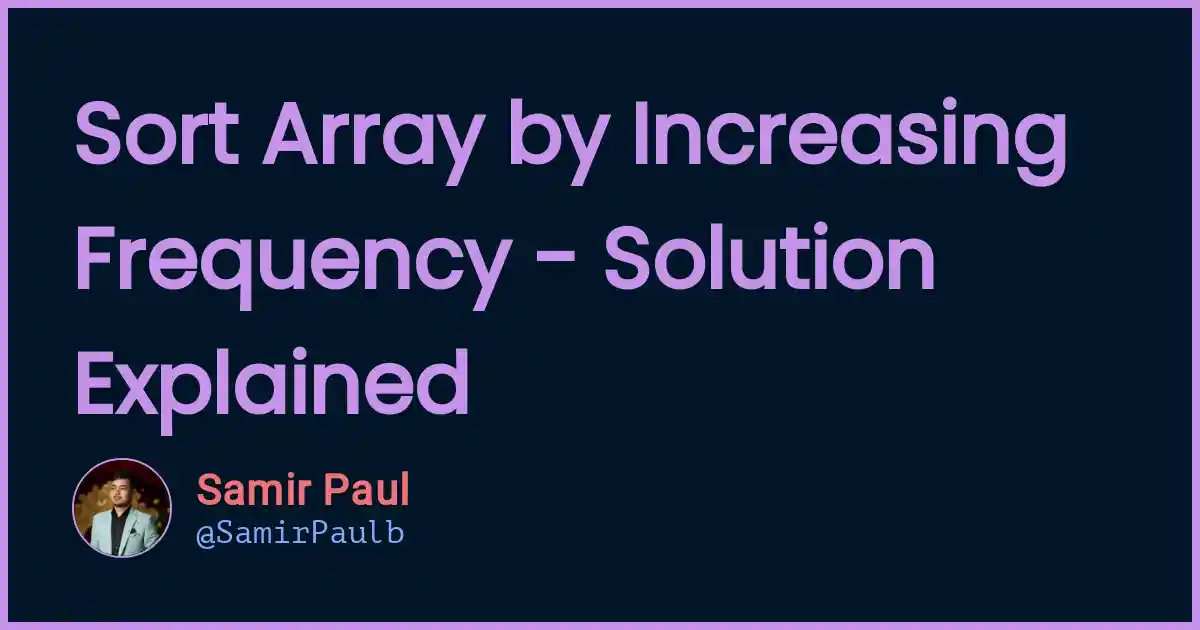 Sort Array by Increasing
Frequency - Solution
Explained
Samir Paul
@SamirPaulb